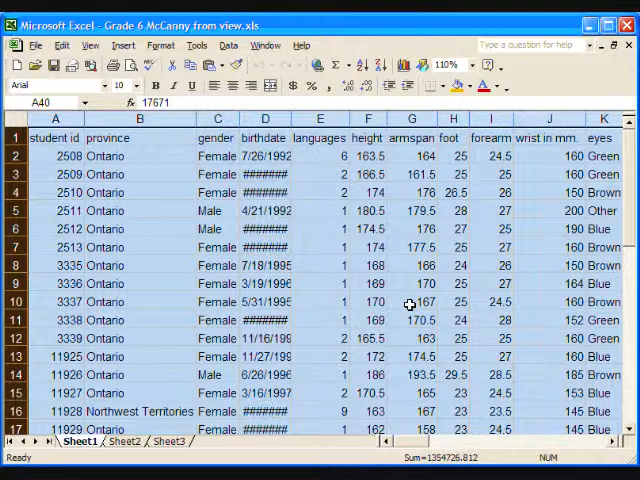 Microsoft Excel - Grade 6 McCanny from view.xls
File Edit View Insert Format Tools Data Window Help Type a question for help
Σ 110%
Arial 10 B I U $ % , A
A40 17671
A B C D E F G H I J K
1 student id province gender birthdate languages height armspan foot forearm wrist in mm. eyes
2 2508 Ontario Female 7/26/1992 6 163.5 164 25 24.5 160 Green
3 2509 Ontario Female ####### 2 166.5 161.5 25 25 160 Green
4 2510 Ontario Female ####### 2 174 176 26.5 26 150 Brown
5 2511 Ontario Male 4/21/1992 1 180.5 179.5 28 27 200 Other
6 2512 Ontario Male ####### 1 174.5 176 27 25 190 Blue
7 2513 Ontario Female ####### 1 174 177.5 25 27 160 Brown
8 3335 Ontario Female 7/18/1995 1 168 166 24 26 150 Brown
9 3336 Ontario Female 3/19/1996 1 169 170 25 27 164 Blue
10 3337 Ontario Female 5/31/1995 1 170 167 25 24.5 160 Brown
11 3338 Ontario Female ####### 1 169 170.5 24 28 152 Green
12 3339 Ontario Female 11/16/199 2 165.5 163 25 25 160 Green
13 11925 Ontario Female 11/27/199 2 172 174.5 25 27 160 Blue
14 11926 Ontario Male 6/26/1996 1 186 193.5 29.5 28.5 185 Brown
15 11927 Ontario Female 3/16/1997 2 170.5 165 23 23.5 153 Blue
16 11928 Northwest Territories Female ####### 9 163 167 23 23.5 145 Blue
17 11929 Ontario Female ####### 1 162 158 24 25 145 Blue
Sheet1 Sheet2 Sheet3
Ready Sum=1354726.812 NUM